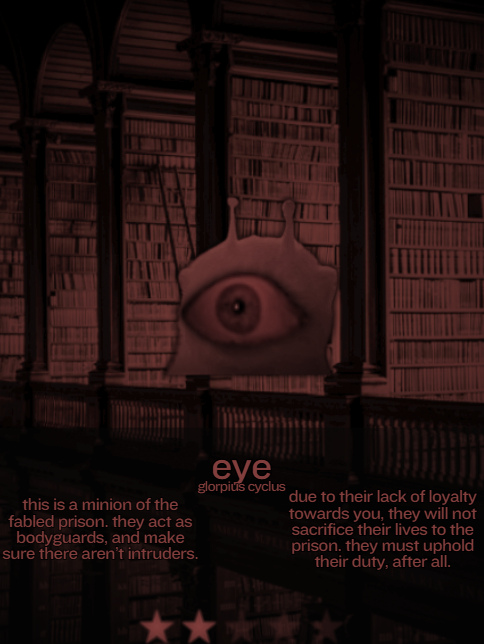 eye
glorpius cyclus
this is a minion of the
fabled prison. they act as
bodyguards, and make
sure there aren't intruders.
due to their lack of loyalty
towards you, they will not
sacrifice their lives to the
prison. they must uphold
their duty, after all.